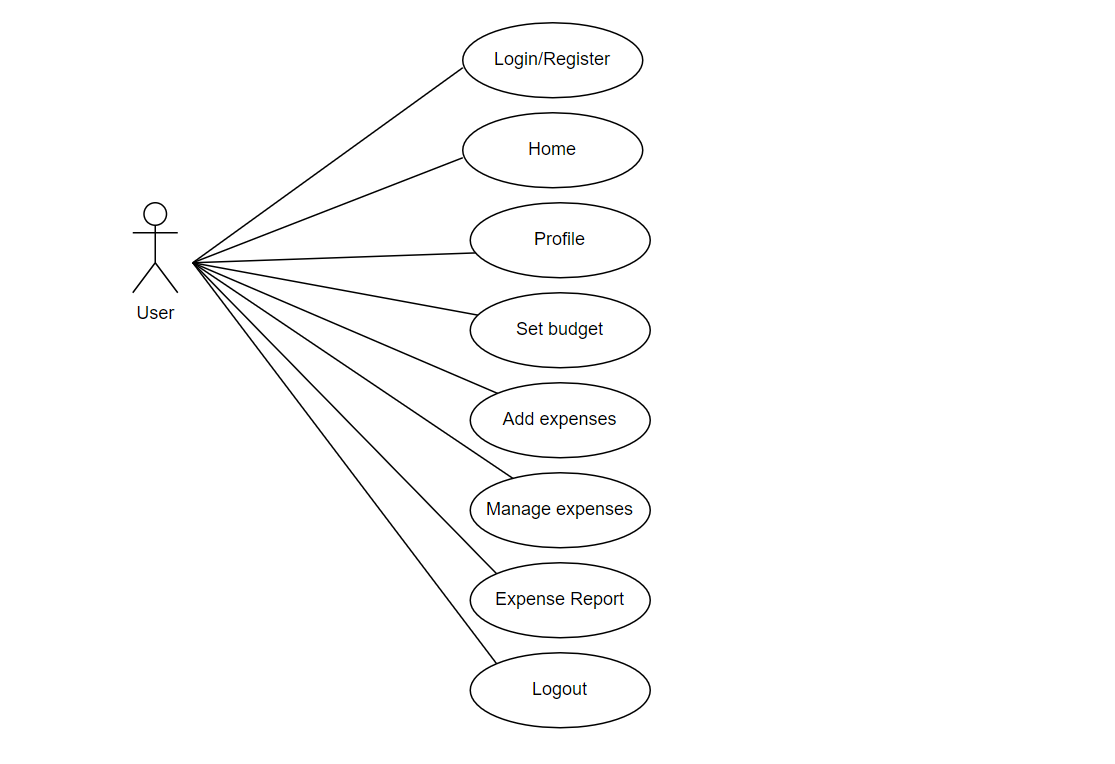 Login/Register
Home
Profile
User
Set budget
Add expenses
Manage expenses
Expense Report
Logout